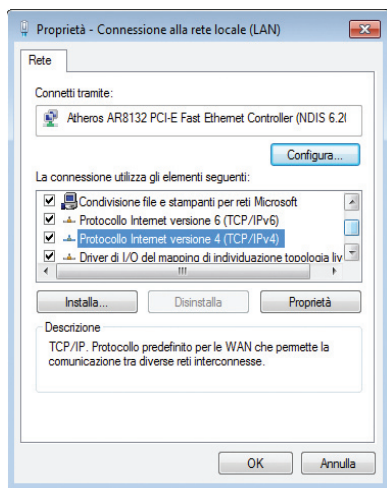 Proprietà - Connessione alla rete locale (LAN)
Rete
Connetti tramite:
Atheros AR8132 PCI-E Fast Ethernet Controller (NDIS 6.2(
Configura...
La connessione utilizza gli elementi seguenti:
Condivisione file e stampanti per reti Microsoft
Protocollo Internet versione 6 (TCP/IPv6)
Protocollo Internet versione 4 (TCP/IPv4)
Driver di I/O del mapping di individuazione topologia liv
Installa...
Disinstalla
Proprietà
Descrizione
TCP/IP. Protocollo predefinito per le WAN che permette la
comunicazione tra diverse reti interconnesse.
OK
Annulla